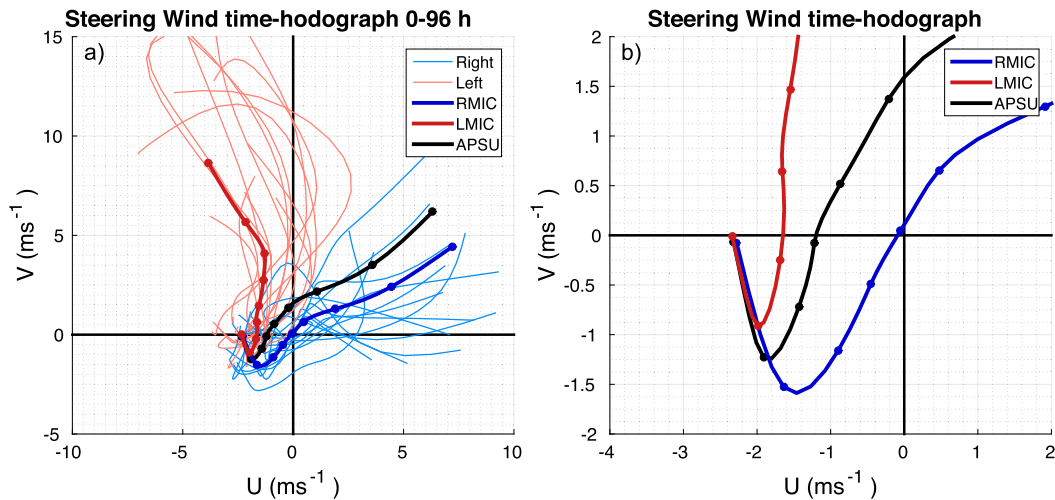 Steering Wind time-hodograph 0-96 h
a)
Right
Left
RMIC
LMIC
APSU
15
10
5
0
-5
-10
-5
0
5
10
V (ms⁻¹)
U (ms⁻¹)
Steering Wind time-hodograph
b)
RMIC
LMIC
APSU
2
1.5
1
0.5
0
-0.5
-1
-1.5
-2
-5
-4
-3
-2
-1
0
1
2
V (ms⁻¹)
U (ms⁻¹)